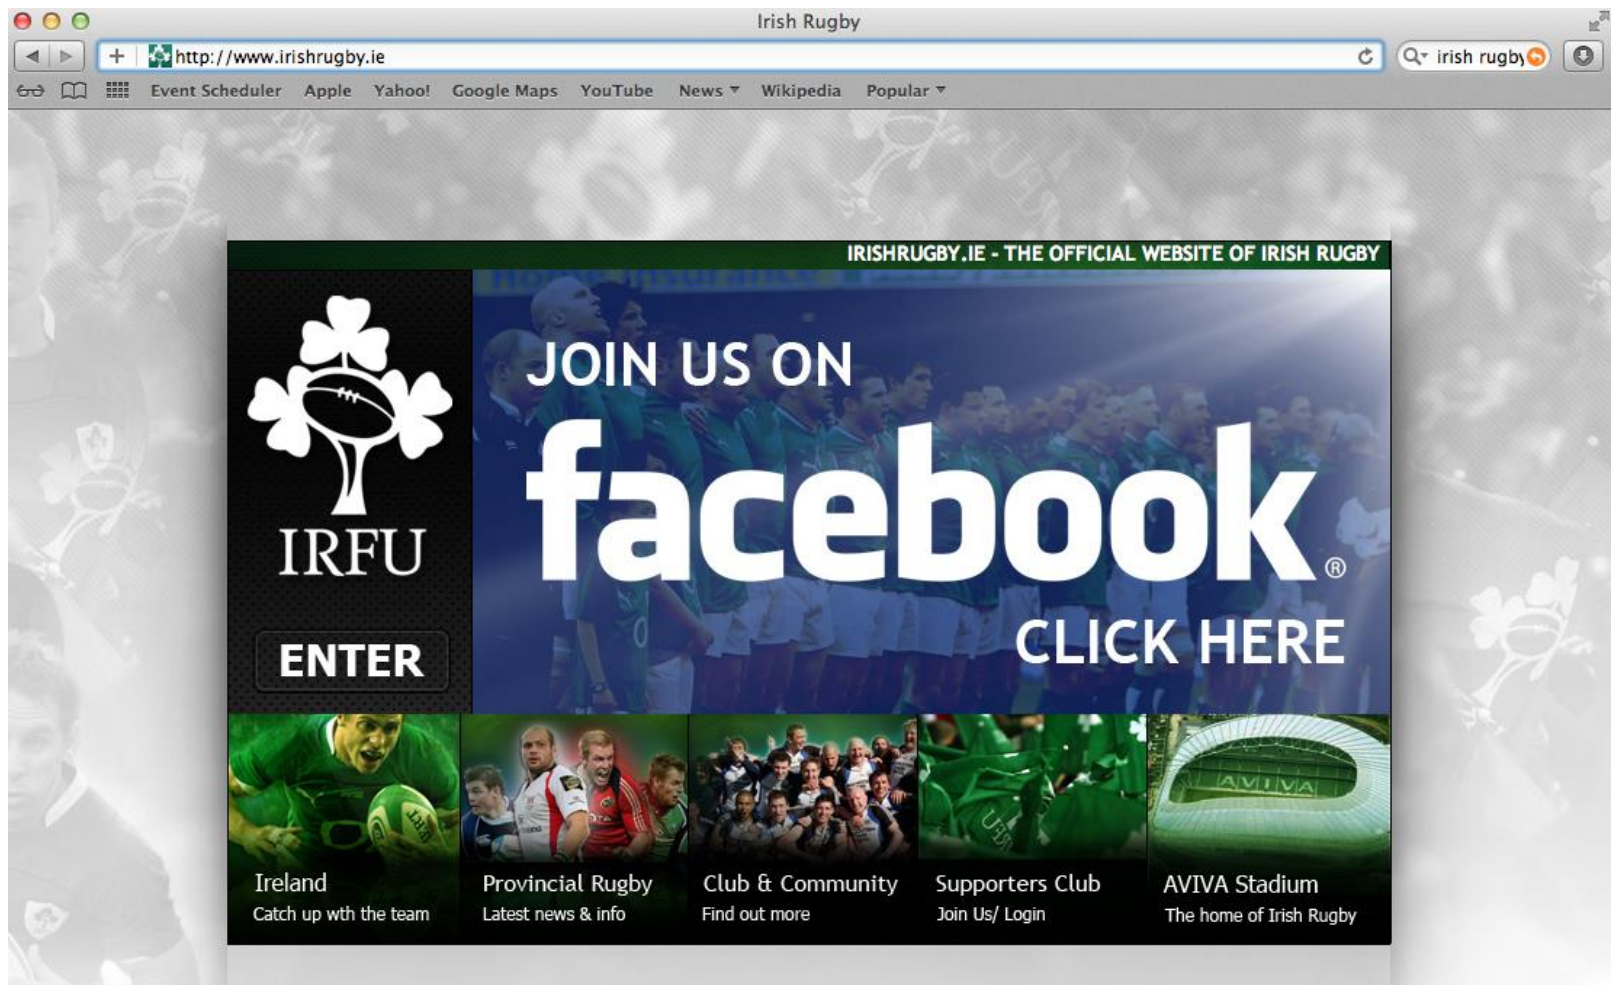 Irish Rugby
http://www.irishrugby.ie
irish rugby
Event Scheduler Apple Yahoo! Google Maps YouTube News Wikipedia Popular
IRISHRUGBY.IE - THE OFFICIAL WEBSITE OF IRISH RUGBY
IRFU
ENTER
JOIN US ON
facebook®
CLICK HERE
AVIVA
Ireland
Catch up wth the team
Provincial Rugby
Latest news & info
Club & Community
Find out more
Supporters Club
Join Us/ Login
AVIVA Stadium
The home of Irish Rugby